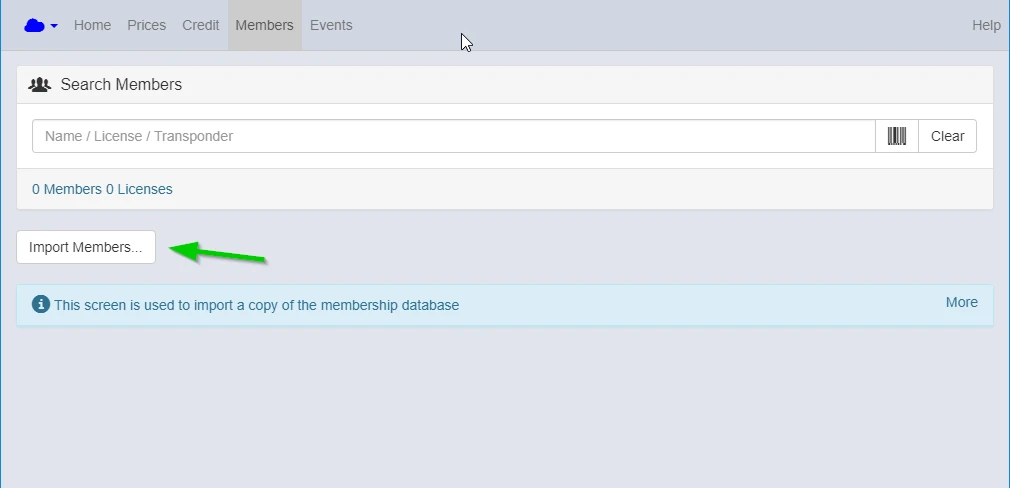 Home Prices Credit Members Events Help
Search Members
Name / License / Transponder Clear
0 Members 0 Licenses
Import Members...
This screen is used to import a copy of the membership database More